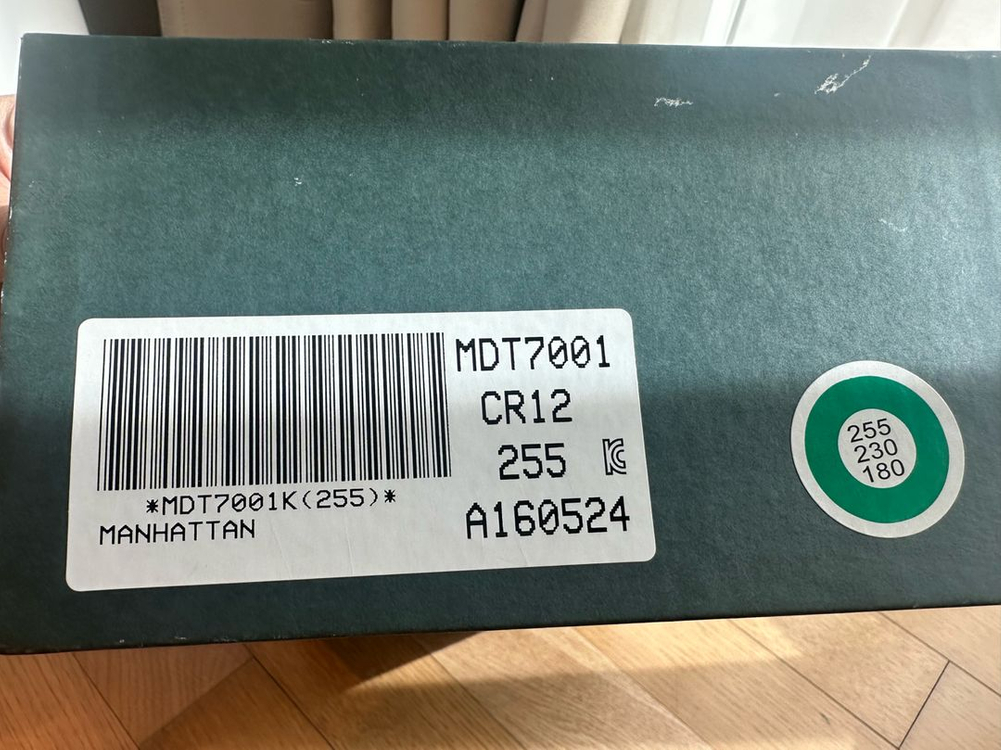 MDT7001
CR12
255
A160524
*MDT7001K(255)*
MANHATTAN
255
230
180